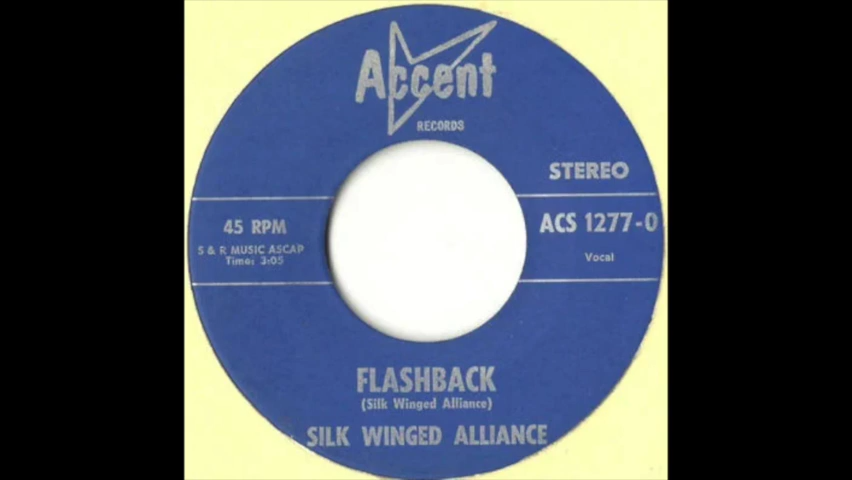 Accent
RECORDS
STEREO
45 RPM
S & R MUSIC ASCAP
Time: 3:05
ACS 1277-0
Vocal
FLASHBACK
(Silk Winged Alliance)
SILK WINGED ALLIANCE